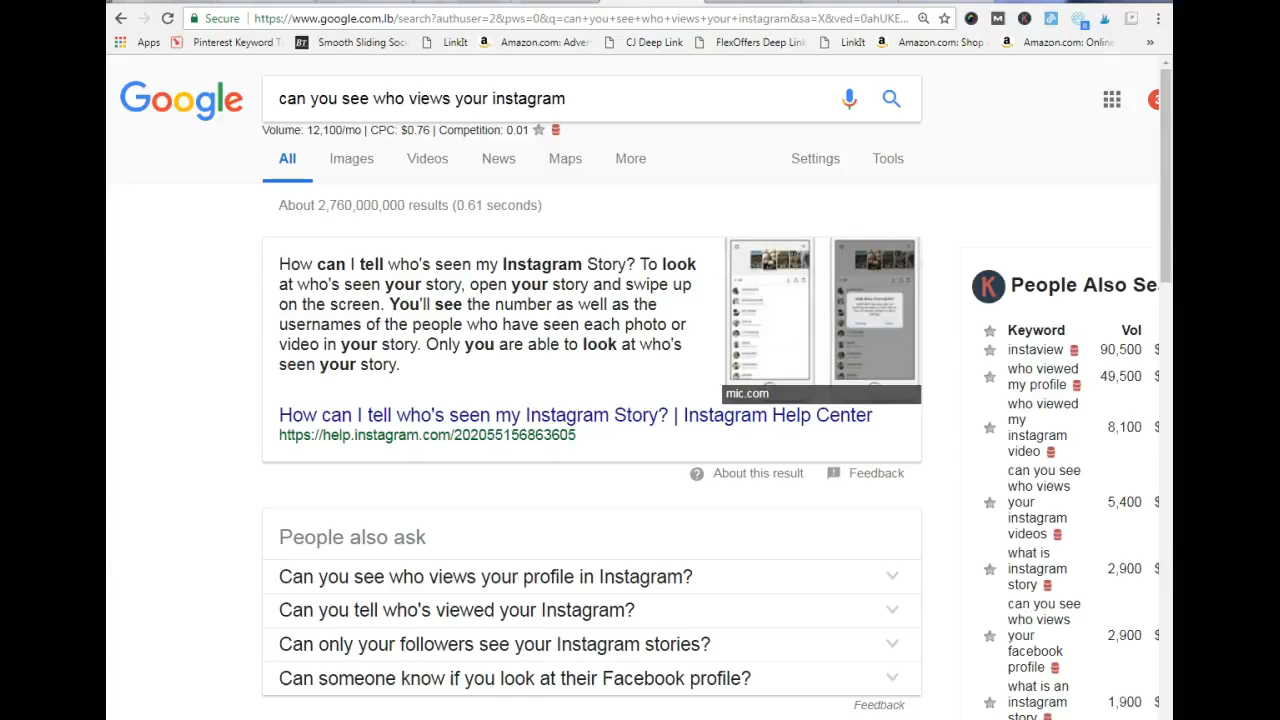 Secure https://www.google.com.lb/search?authuser=2&pws=0&q=can+you+see+who+views+your+instagram&sa=X&ved=0ahUKE...
Apps Pinterest Keyword T Smooth Sliding Soc LinkIt Amazon.com: Adver CJ Deep Link FlexOffers Deep Link LinkIt Amazon.com: Shop Amazon.com: Online »
Google can you see who views your instagram
Volume: 12,100/mo | CPC: $0.76 | Competition: 0.01
All Images Videos News Maps More Settings Tools
About 2,760,000,000 results (0.61 seconds)
How can I tell who's seen my Instagram Story? To look
at who's seen your story, open your story and swipe up
on the screen. You'll see the number as well as the
usernames of the people who have seen each photo or
video in your story. Only you are able to look at who's
seen your story.
mic.com
How can I tell who's seen my Instagram Story? | Instagram Help Center
https://help.instagram.com/202055156863605
About this result Feedback
People also ask
Can you see who views your profile in Instagram?
Can you tell who's viewed your Instagram?
Can only your followers see your Instagram stories?
Can someone know if you look at their Facebook profile?
Feedback
K People Also Se
Keyword Vol
instaview 90,500 $
who viewed
my profile 49,500 $
who viewed
my
instagram 8,100 $
video
can you see
who views
your 5,400 $
instagram
videos
what is
instagram 2,900 $
story
can you see
who views
your 2,900 $
facebook
profile
what is an
instagram 1,900 $
story